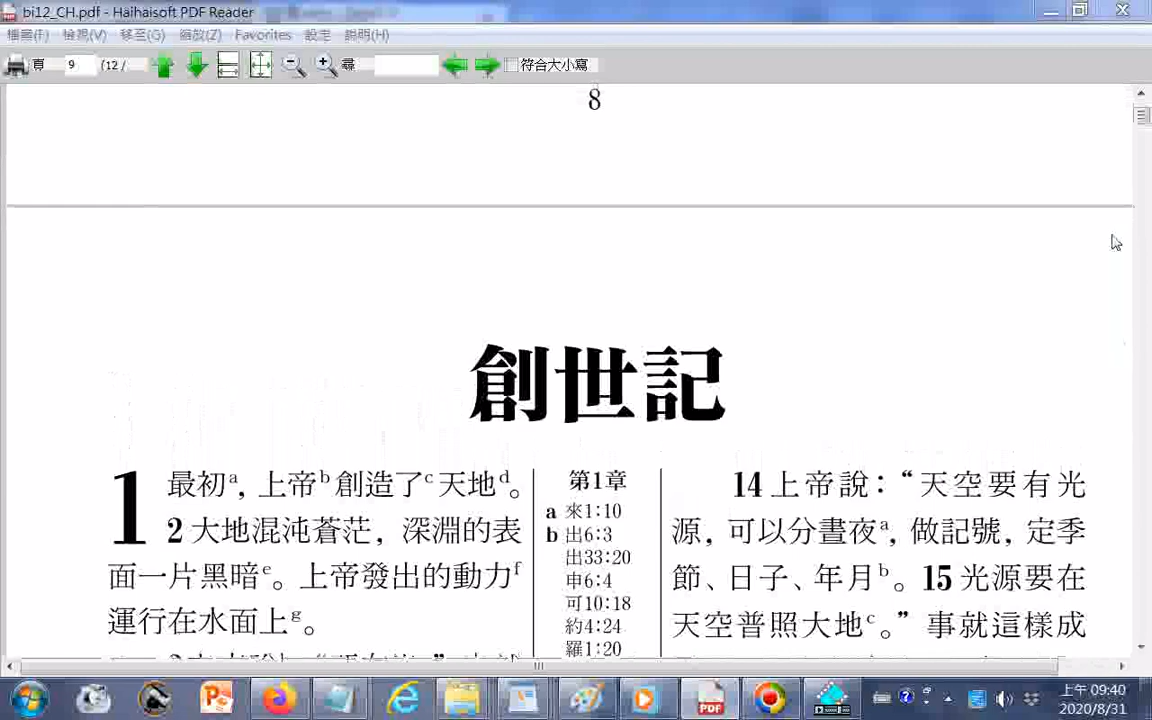 bi12_CH.pdf - Haihaisoft PDF Reader
檔案(F) 檢視(V) 移至(G) 縮放(Z) Favorites 設定 說明(H)
頁 9 (12 / 尋 符合大小寫
8
創世記
1 最初ᵃ，上帝ᵇ創造了ᶜ天地ᵈ。
2 大地混沌蒼茫，深淵的表
面一片黑暗ᵉ。上帝發出的動力ᶠ
運行在水面上ᵍ。
第1章
a 來1:10
b 出6:3
出33:20
申6:4
可10:18
約4:24
羅1:20
14 上帝說：“天空要有光
源，可以分晝夜ᵃ，做記號，定季
節、日子、年月ᵇ。15 光源要在
天空普照大地ᶜ。”事就這樣成
PDF
上午 09:40
2020/8/31